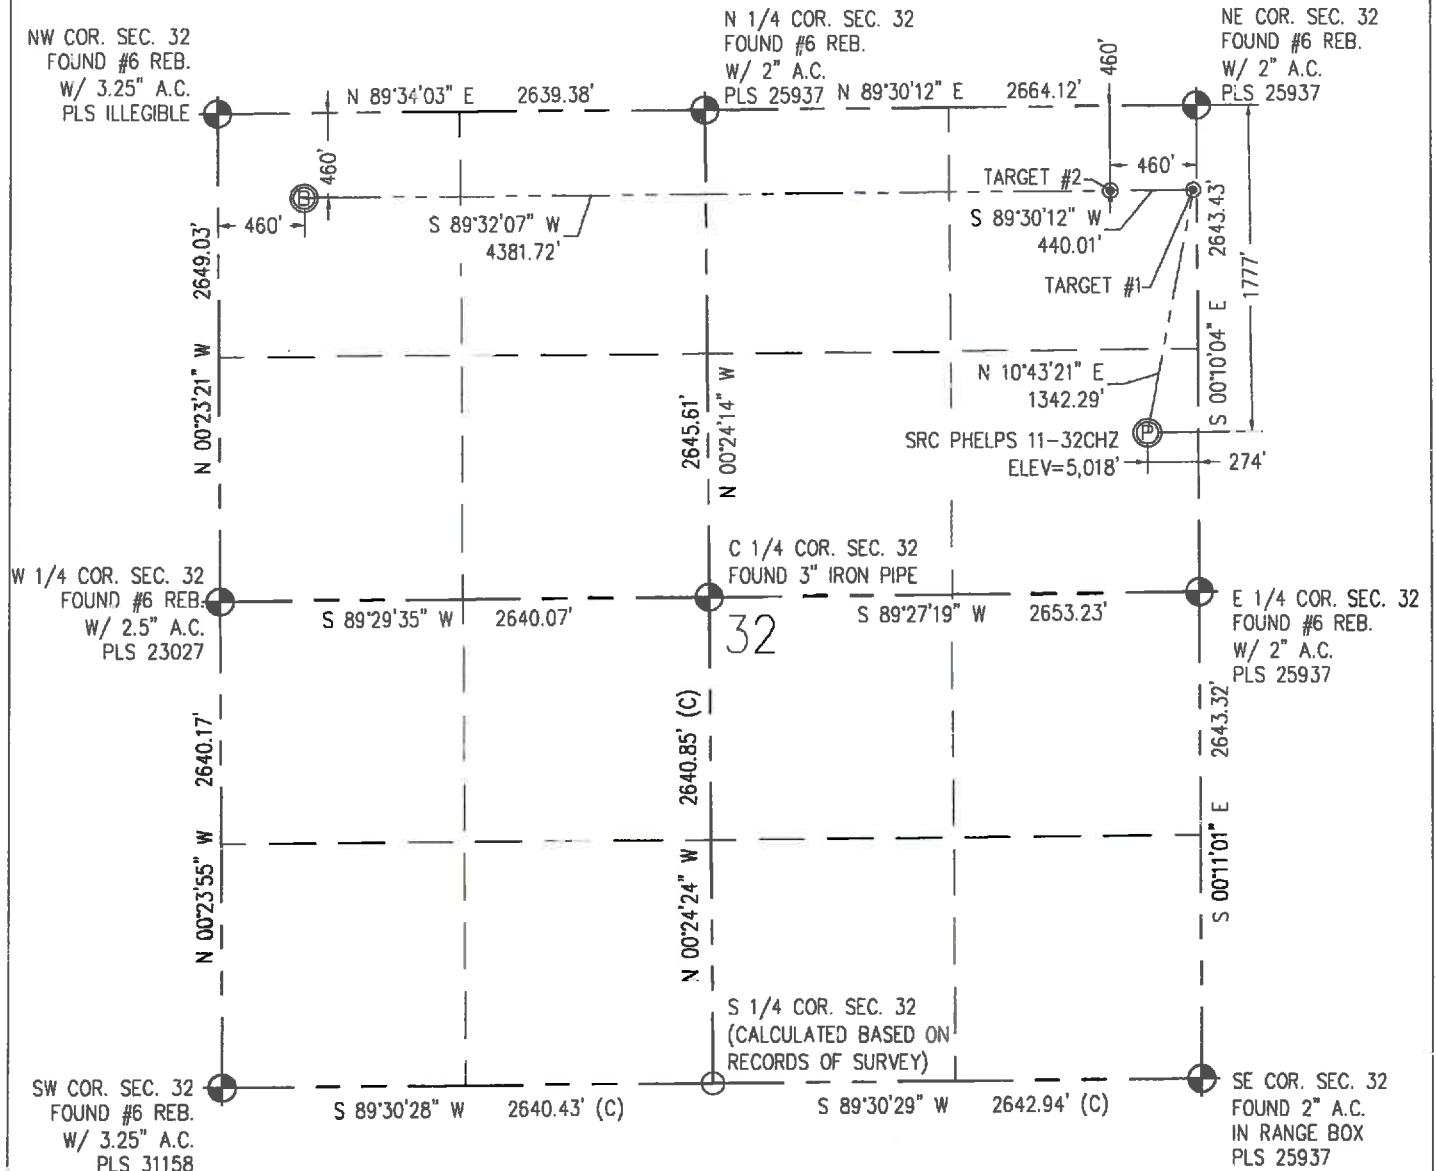 NW COR. SEC. 32
FOUND #6 REB.
W/ 3.25" A.C.
PLS ILLEGIBLE
N 1/4 COR. SEC. 32
FOUND #6 REB.
W/ 2" A.C.
PLS 25937
NE COR. SEC. 32
FOUND #6 REB.
W/ 2" A.C.
PLS 25937
N 89°34'03" E 2639.38'
N 89°30'12" E 2664.12'
460'
460'
460'
460'
B
S 89°32'07" W
4381.72'
TARGET #2
S 89°30'12" W
440.01'
TARGET #1
N 10°43'21" E
1342.29'
P
SRC PHELPS 11-32CHZ
ELEV=5,018'
274'
1777'
S 00°10'04" E 2643.43'
N 00°23'21" W 2649.03'
2645.61'
N 00°24'14" W
W 1/4 COR. SEC. 32
FOUND #6 REB.
W/ 2.5" A.C.
PLS 23027
C 1/4 COR. SEC. 32
FOUND 3" IRON PIPE
32
E 1/4 COR. SEC. 32
FOUND #6 REB.
W/ 2" A.C.
PLS 25937
S 89°29'35" W 2640.07'
S 89°27'19" W 2653.23'
N 00°23'55" W 2640.17'
N 00°24'24" W 2640.85' (C)
S 00°11'01" E 2643.32'
S 1/4 COR. SEC. 32
(CALCULATED BASED ON
RECORDS OF SURVEY)
SW COR. SEC. 32
FOUND #6 REB.
W/ 3.25" A.C.
PLS 31158
S 89°30'28" W 2640.43' (C)
S 89°30'29" W 2642.94' (C)
SE COR. SEC. 32
FOUND 2" A.C.
IN RANGE BOX
PLS 25937